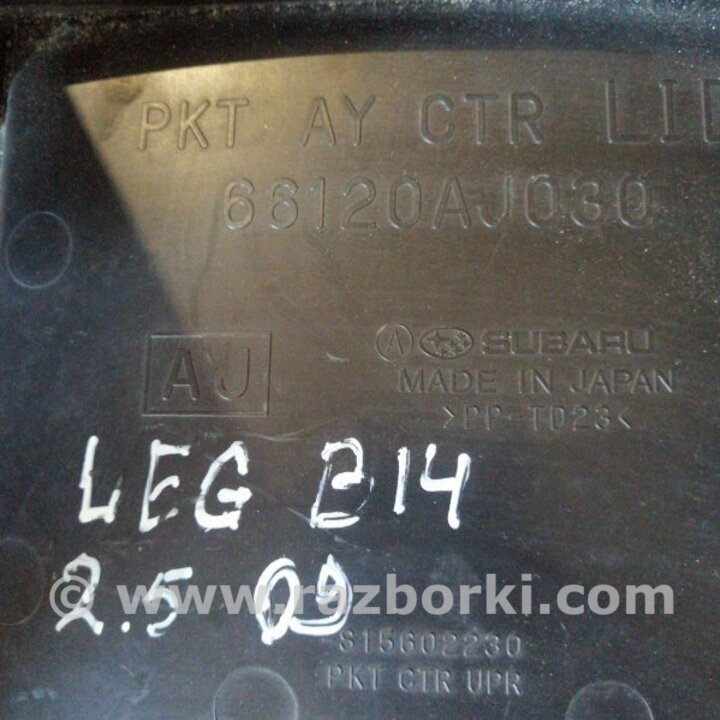 PKT AY CTR LID
66120AJ030
AJ
A SUBARU
MADE IN JAPAN
>PP-TD23<
LEG B14
2.5 09
© www.razborki.com
S15602230
PKT CTR UPR